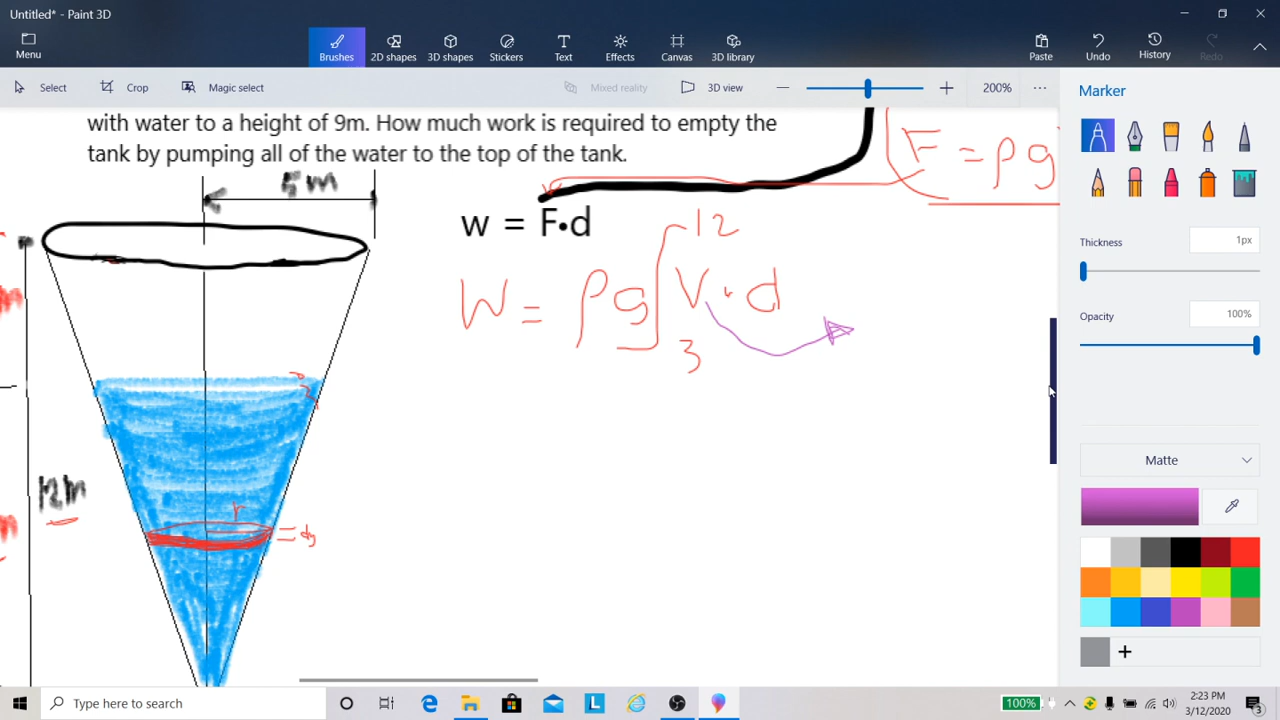 Untitled* - Paint 3D
Menu
Brushes
2D shapes
3D shapes
Stickers
Text
Effects
Canvas
3D library
Paste
Undo
History
Redo
Select
Crop
Magic select
Mixed reality
3D view
200%
with water to a height of 9m. How much work is required to empty the
tank by pumping all of the water to the top of the tank.
F = ρg
m
w = F•d
12
W = ρg∫ V · d
3
m
12m
r
= dy
m
Marker
Thickness
1px
Opacity
100%
Matte
Type here to search
100%
2:23 PM
3/12/2020
3